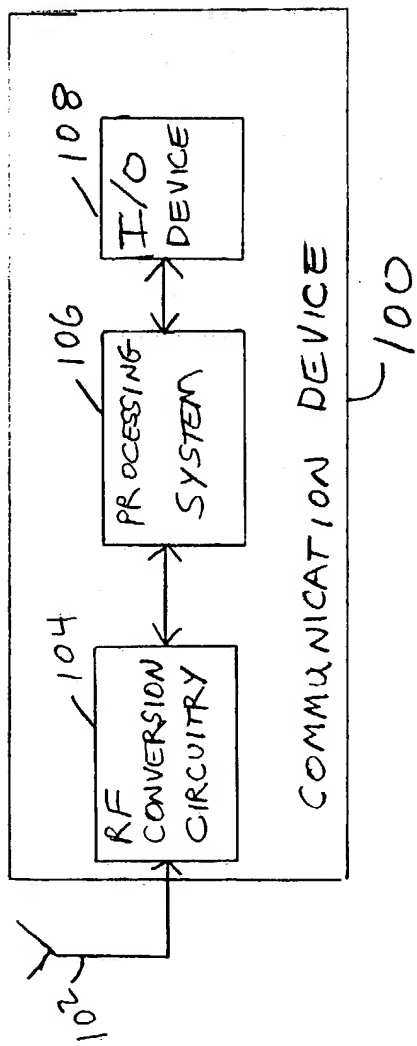 102
104
RF
CONVERSION
CIRCUITRY
106
PROCESSING
SYSTEM
108
I/O
DEVICE
COMMUNICATION DEVICE
100